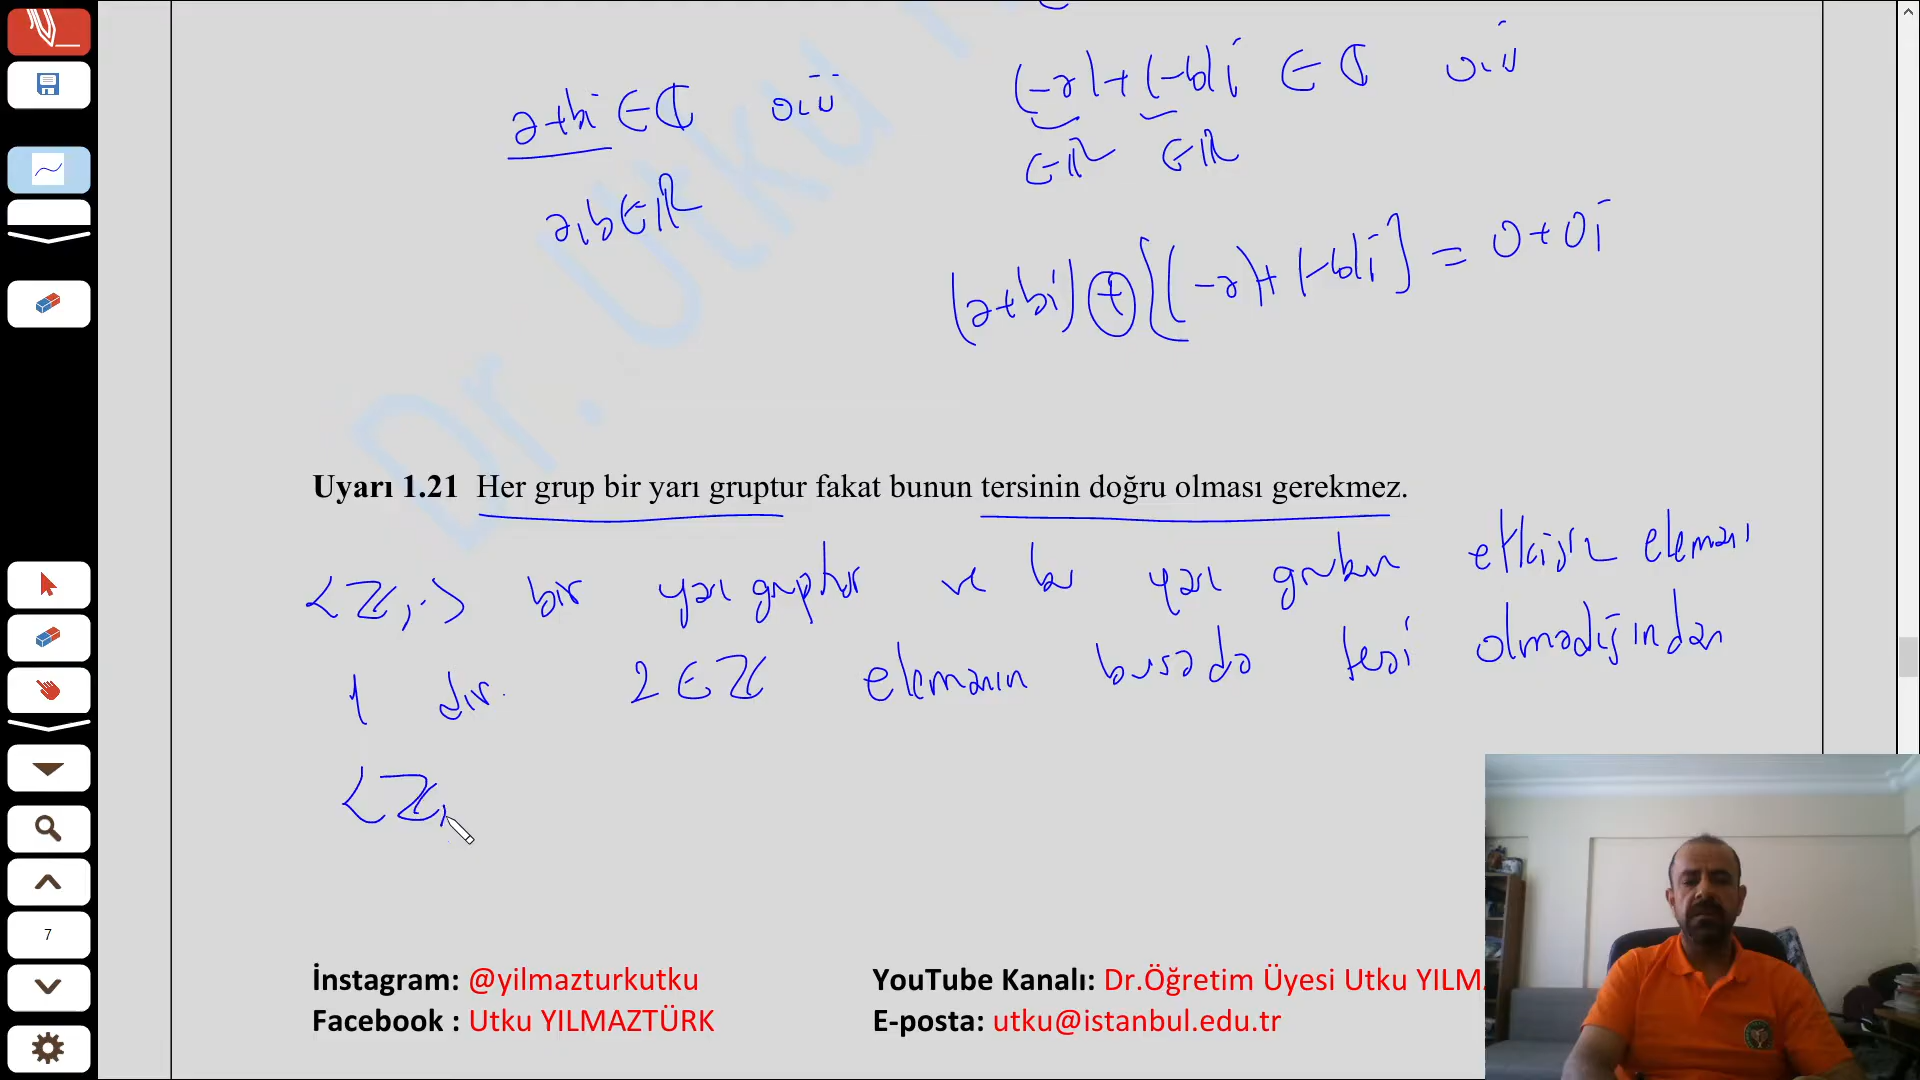 a+bi ∈ ℂ o.ü
(-a)+(-b)i ∈ ℂ o.ü
∈ℝ ∈ℝ
a,b∈ℝ
(a+bi) ⊕ [(-a)+(-b)i] = 0+0i
Uyarı 1.21 Her grup bir yarı gruptur fakat bunun tersinin doğru olması gerekmez.
<ℤ,·> bir yarı gruptur ve bu yarı grubun etkisiz elemanı
1 dir. 2∈ℤ elemanın burada tersi olmadığından
<ℤ,
İnstagram: @yilmazturkutku
YouTube Kanalı: Dr.Öğretim Üyesi Utku YILM
Facebook : Utku YILMAZTÜRK
E-posta: utku@istanbul.edu.tr
7
Dr. Utku